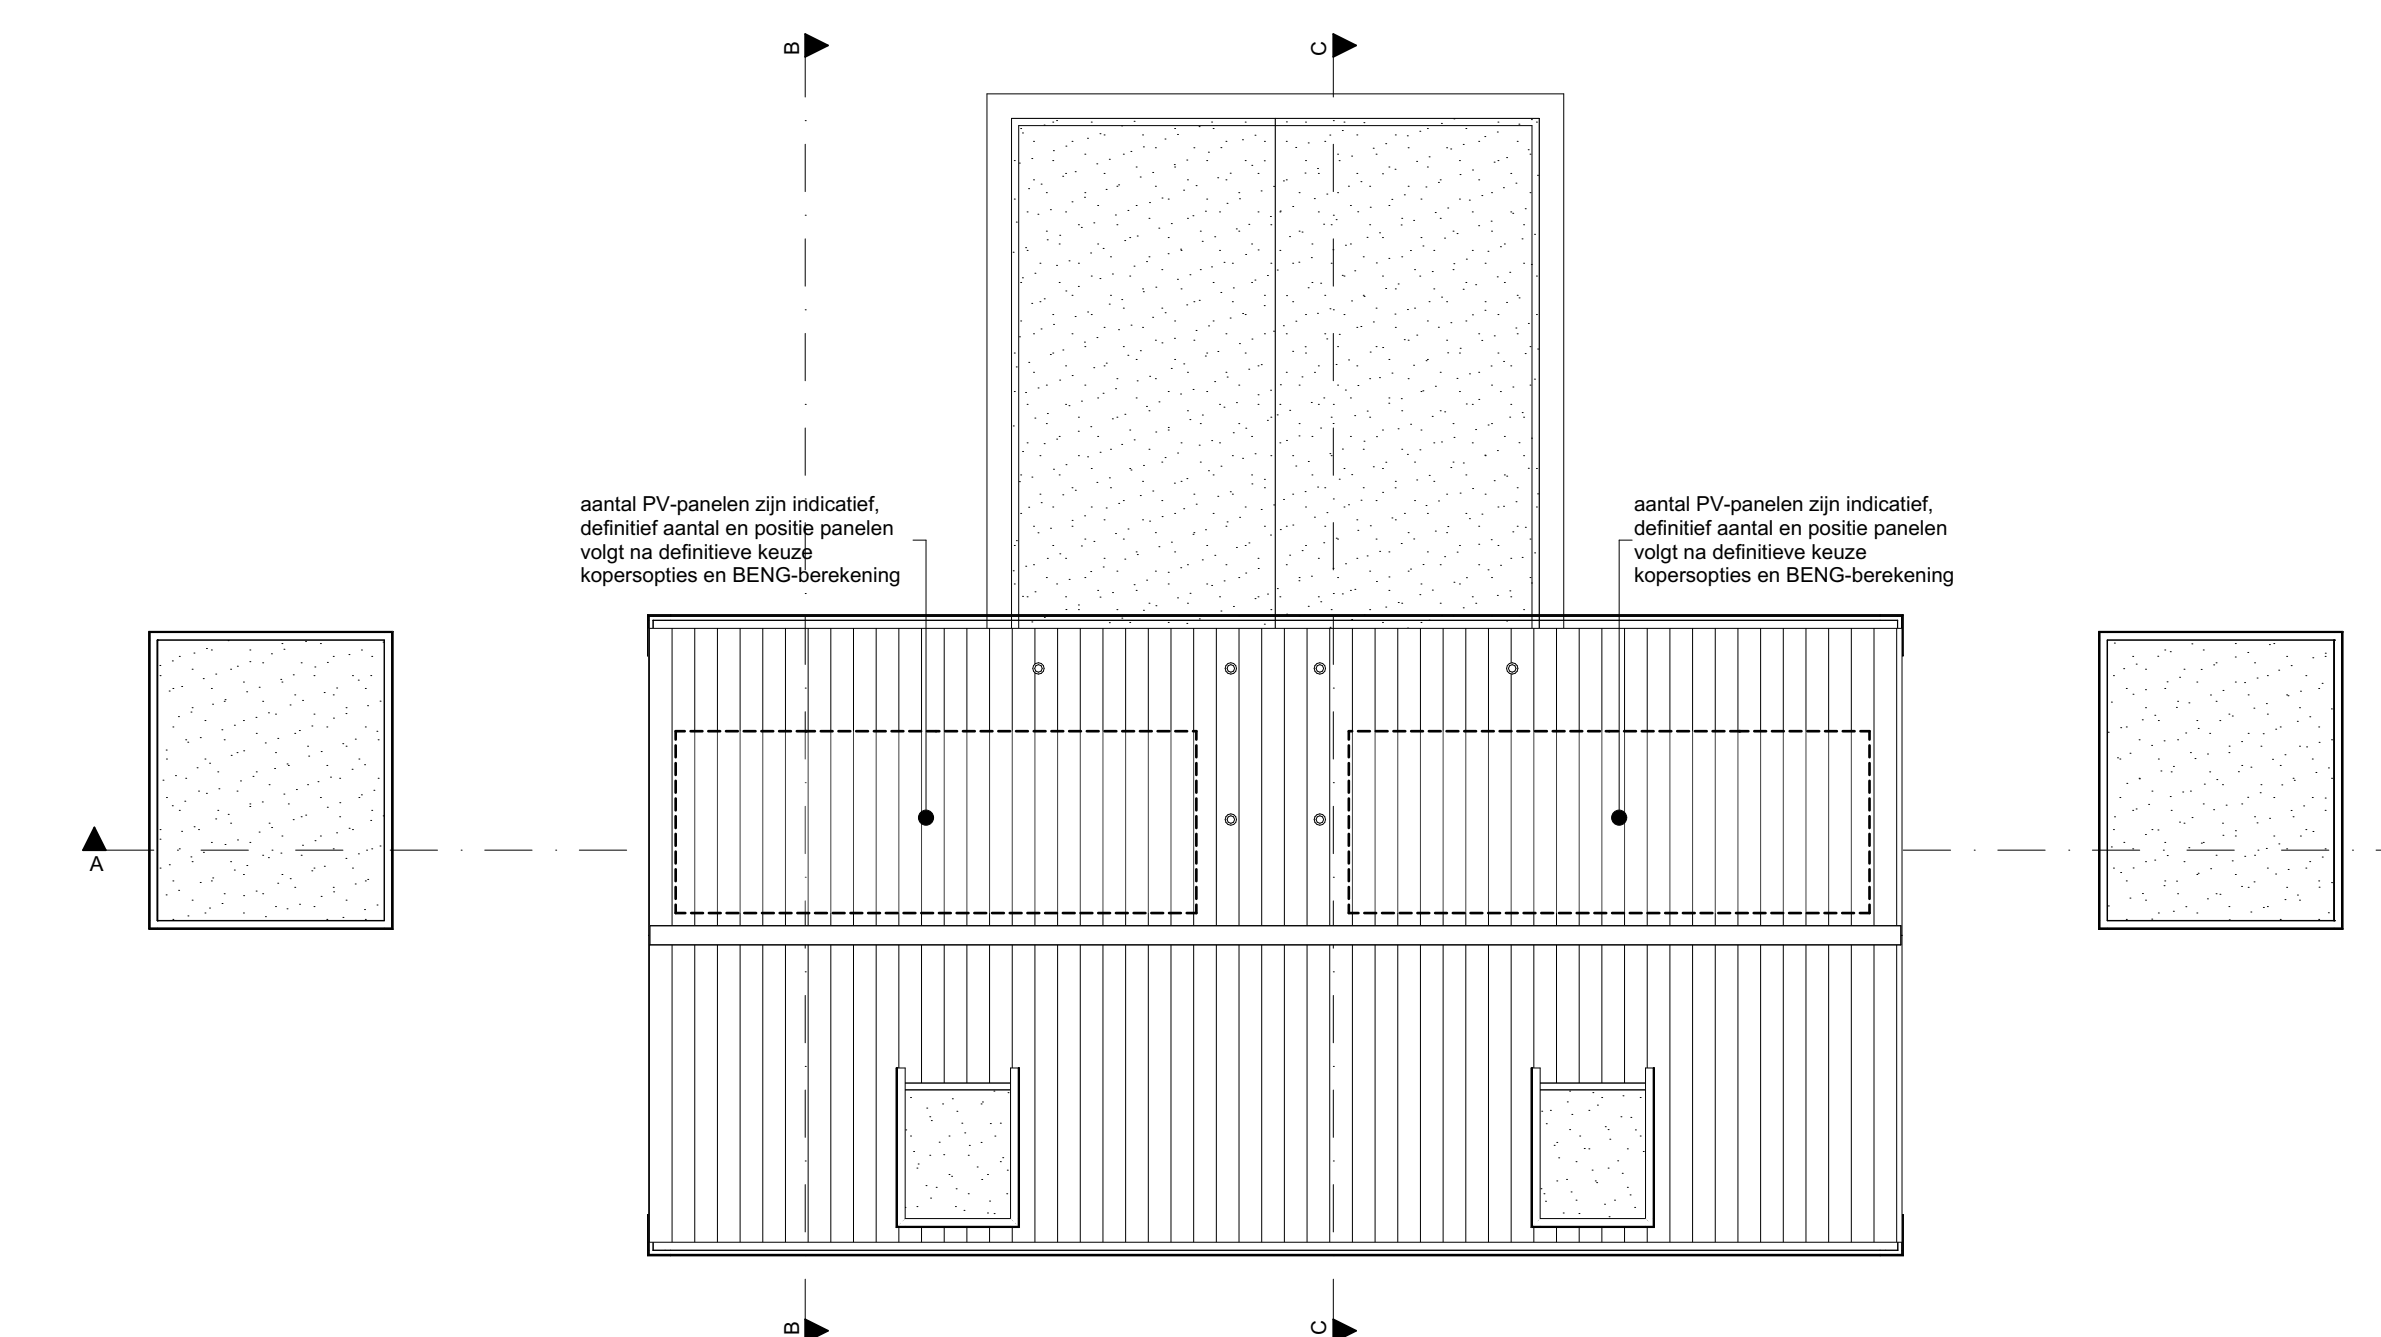 B
C
aantal PV-panelen zijn indicatief,
definitief aantal en positie panelen
volgt na definitieve keuze
kopersopties en BENG-berekening
aantal PV-panelen zijn indicatief,
definitief aantal en positie panelen
volgt na definitieve keuze
kopersopties en BENG-berekening
A
B
C